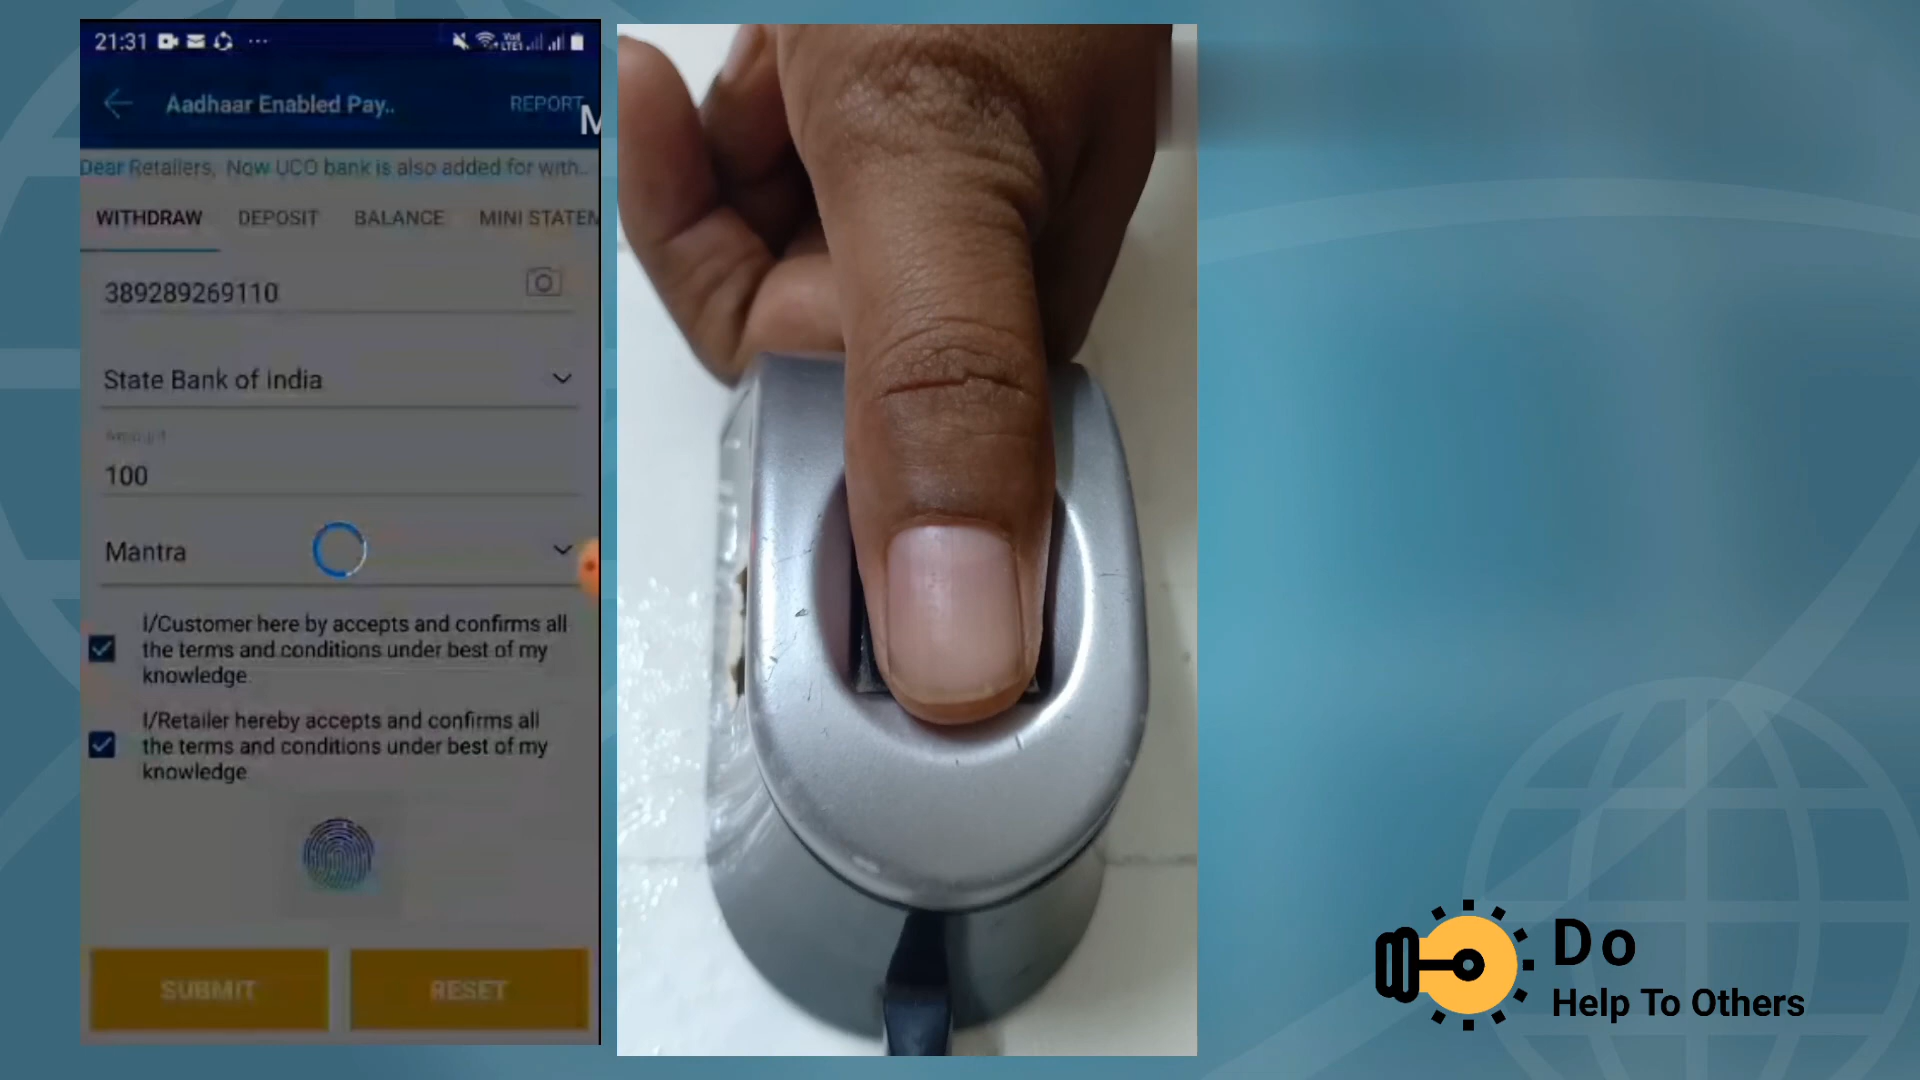 21:31
Aadhaar Enabled Pay..
REPORT
M
Dear Retailers, Now UCO bank is also added for with..
WITHDRAW DEPOSIT BALANCE MINI STATEM
389289269110
State Bank of India
Amount
100
Mantra
I/Customer here by accepts and confirms all
the terms and conditions under best of my
knowledge
I/Retailer hereby accepts and confirms all
the terms and conditions under best of my
knowledge
SUBMIT RESET
Do
Help To Others